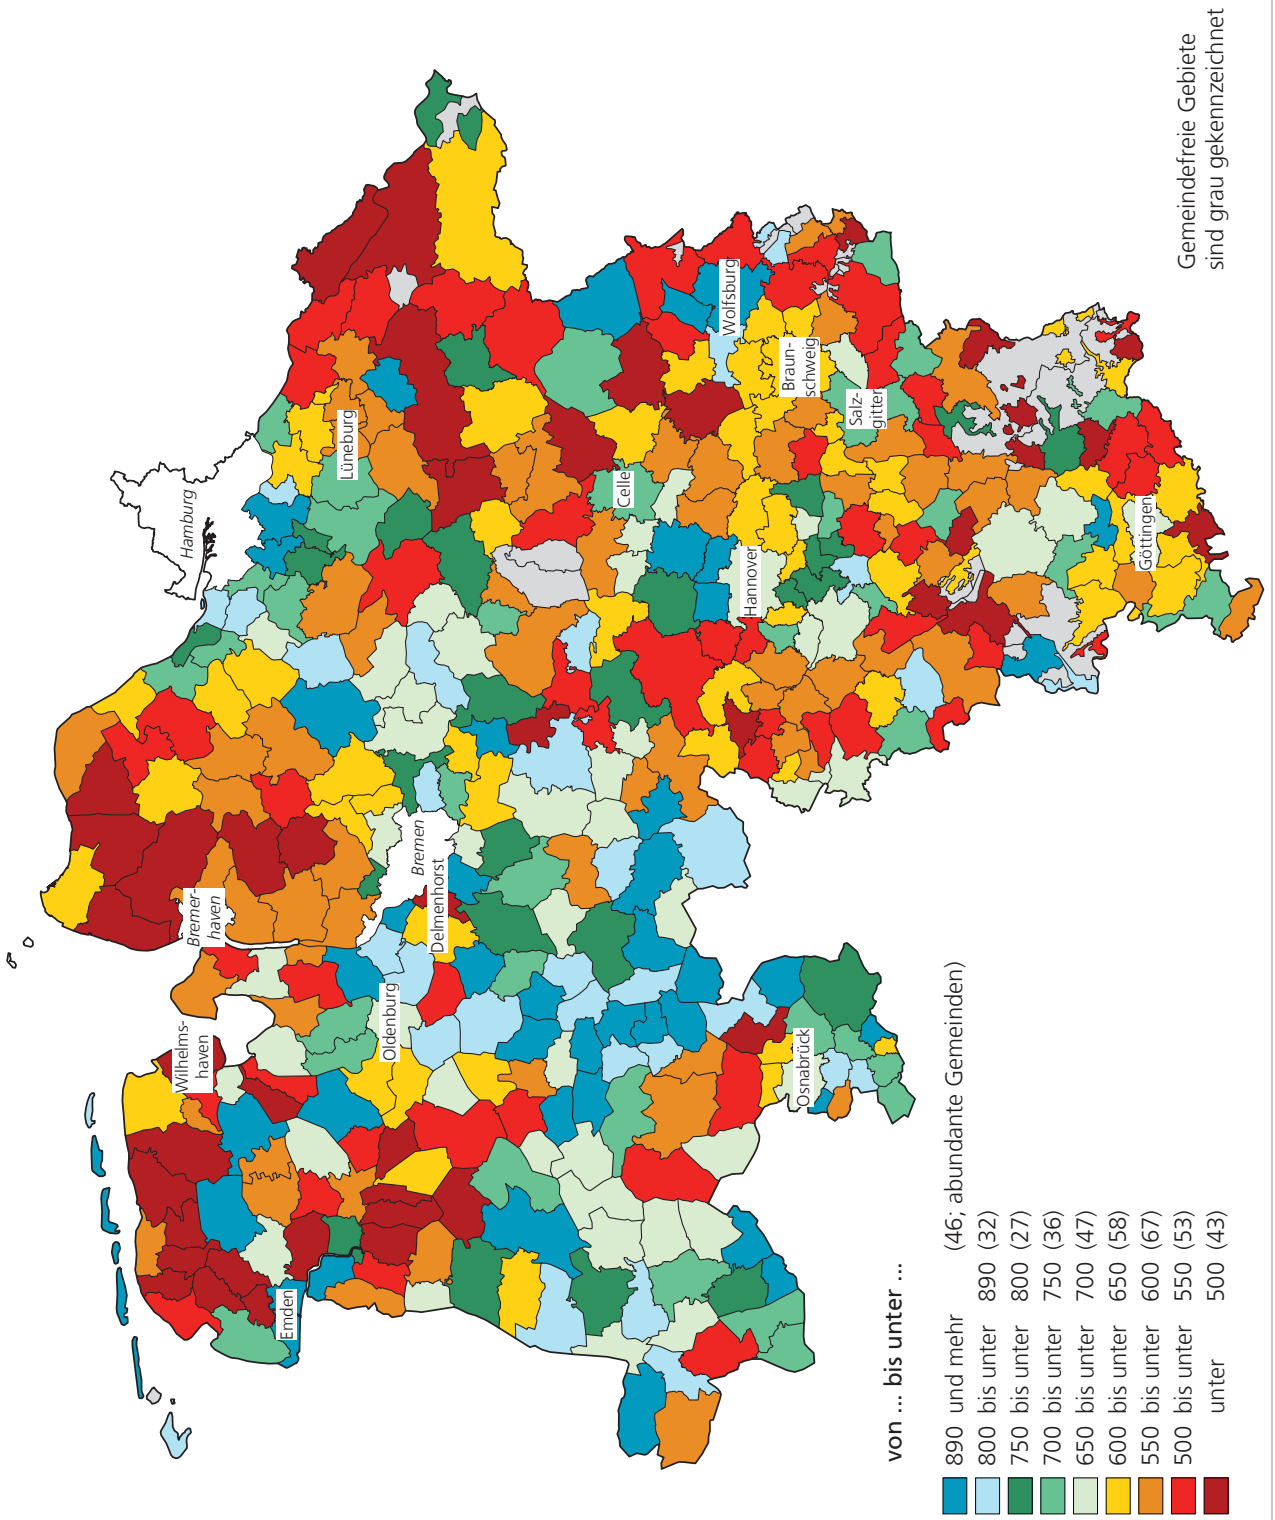 Hamburg
Lüneburg
Bremer-
haven
Wilhelms-
haven
Emden
Bremen
Delmenhorst
Oldenburg
Celle
Wolfsburg
Hannover
Braun-
schweig
Salz-
gitter
Osnabrück
Göttingen
von ... bis unter ...
890 und mehr (46; abundante Gemeinden)
800 bis unter 890 (32)
750 bis unter 800 (27)
700 bis unter 750 (36)
650 bis unter 700 (47)
600 bis unter 650 (58)
550 bis unter 600 (67)
500 bis unter 550 (53)
unter 500 (43)
Gemeindefreie Gebiete
sind grau gekennzeichnet